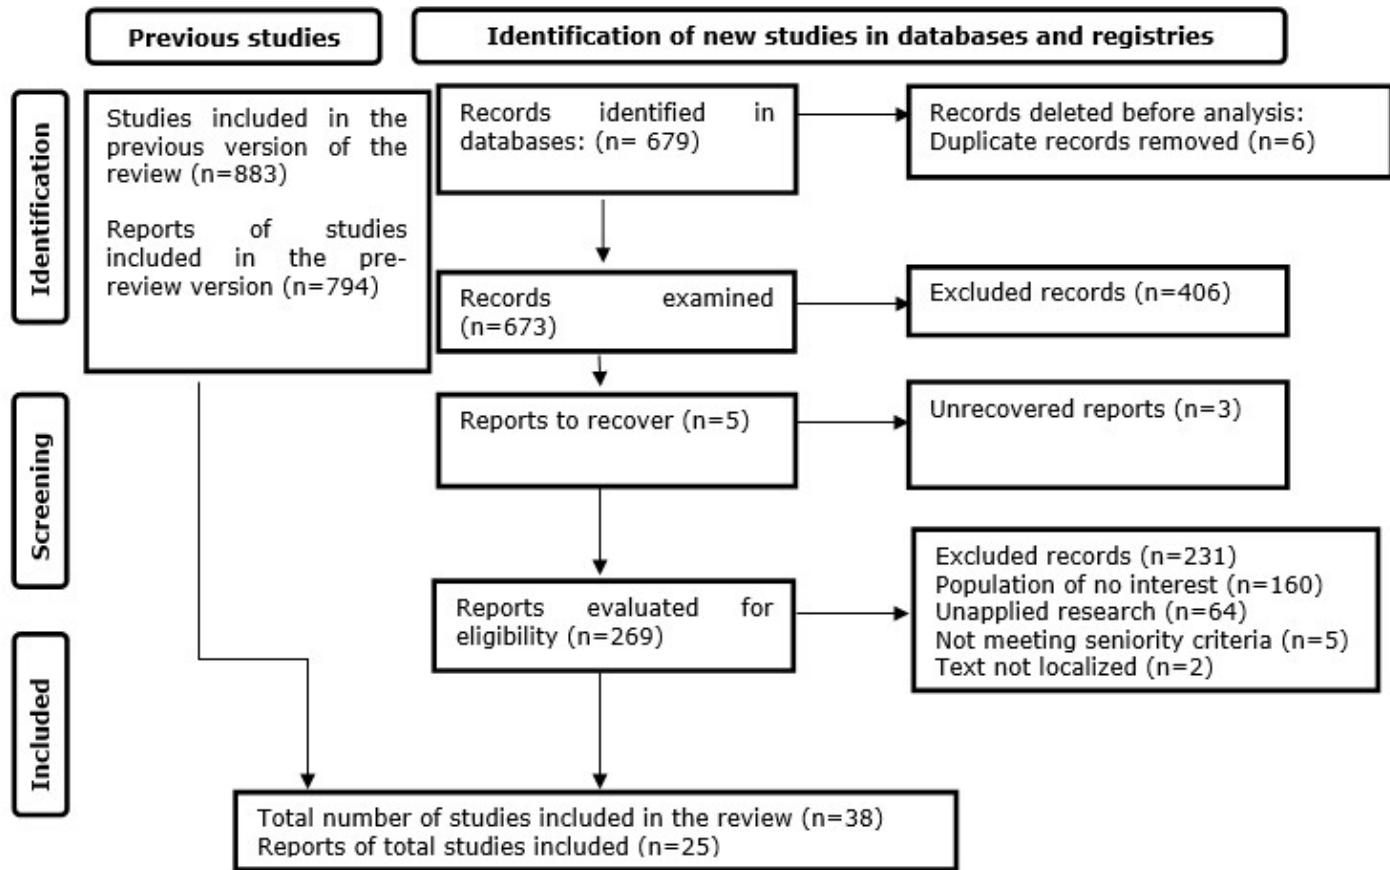 Previous studies
Identification of new studies in databases and registries
Identification
Studies included in the
previous version of the
review (n=883)
Reports of studies
included in the pre-
review version (n=794)
Records identified in
databases: (n= 679)
Records deleted before analysis:
Duplicate records removed (n=6)
Records examined
(n=673)
Excluded records (n=406)
Screening
Reports to recover (n=5)
Unrecovered reports (n=3)
Reports evaluated for
eligibility (n=269)
Excluded records (n=231)
Population of no interest (n=160)
Unapplied research (n=64)
Not meeting seniority criteria (n=5)
Text not localized (n=2)
Included
Total number of studies included in the review (n=38)
Reports of total studies included (n=25)